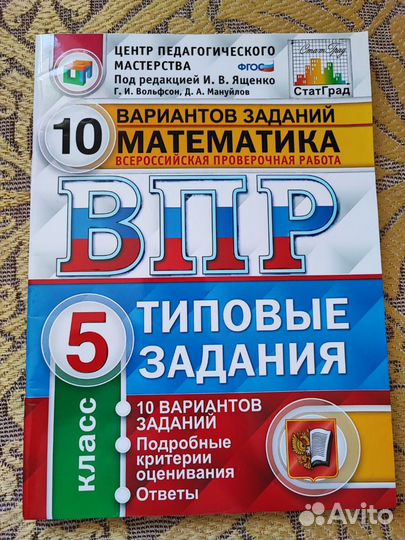 ЦЕНТР ПЕДАГОГИЧЕСКОГО
МАСТЕРСТВА
ФГОС
Под редакцией И. В. Ященко
Г. И. Вольфсон, Д. А. Мануйлов
СтатГрад
СтатГрад
10
ВАРИАНТОВ ЗАДАНИЙ
МАТЕМАТИКА
ВСЕРОССИЙСКАЯ ПРОВЕРОЧНАЯ РАБОТА
ВПР
5
класс
ТИПОВЫЕ
ЗАДАНИЯ
10 ВАРИАНТОВ
ЗАДАНИЙ
Подробные
критерии
оценивания
Ответы
Avito